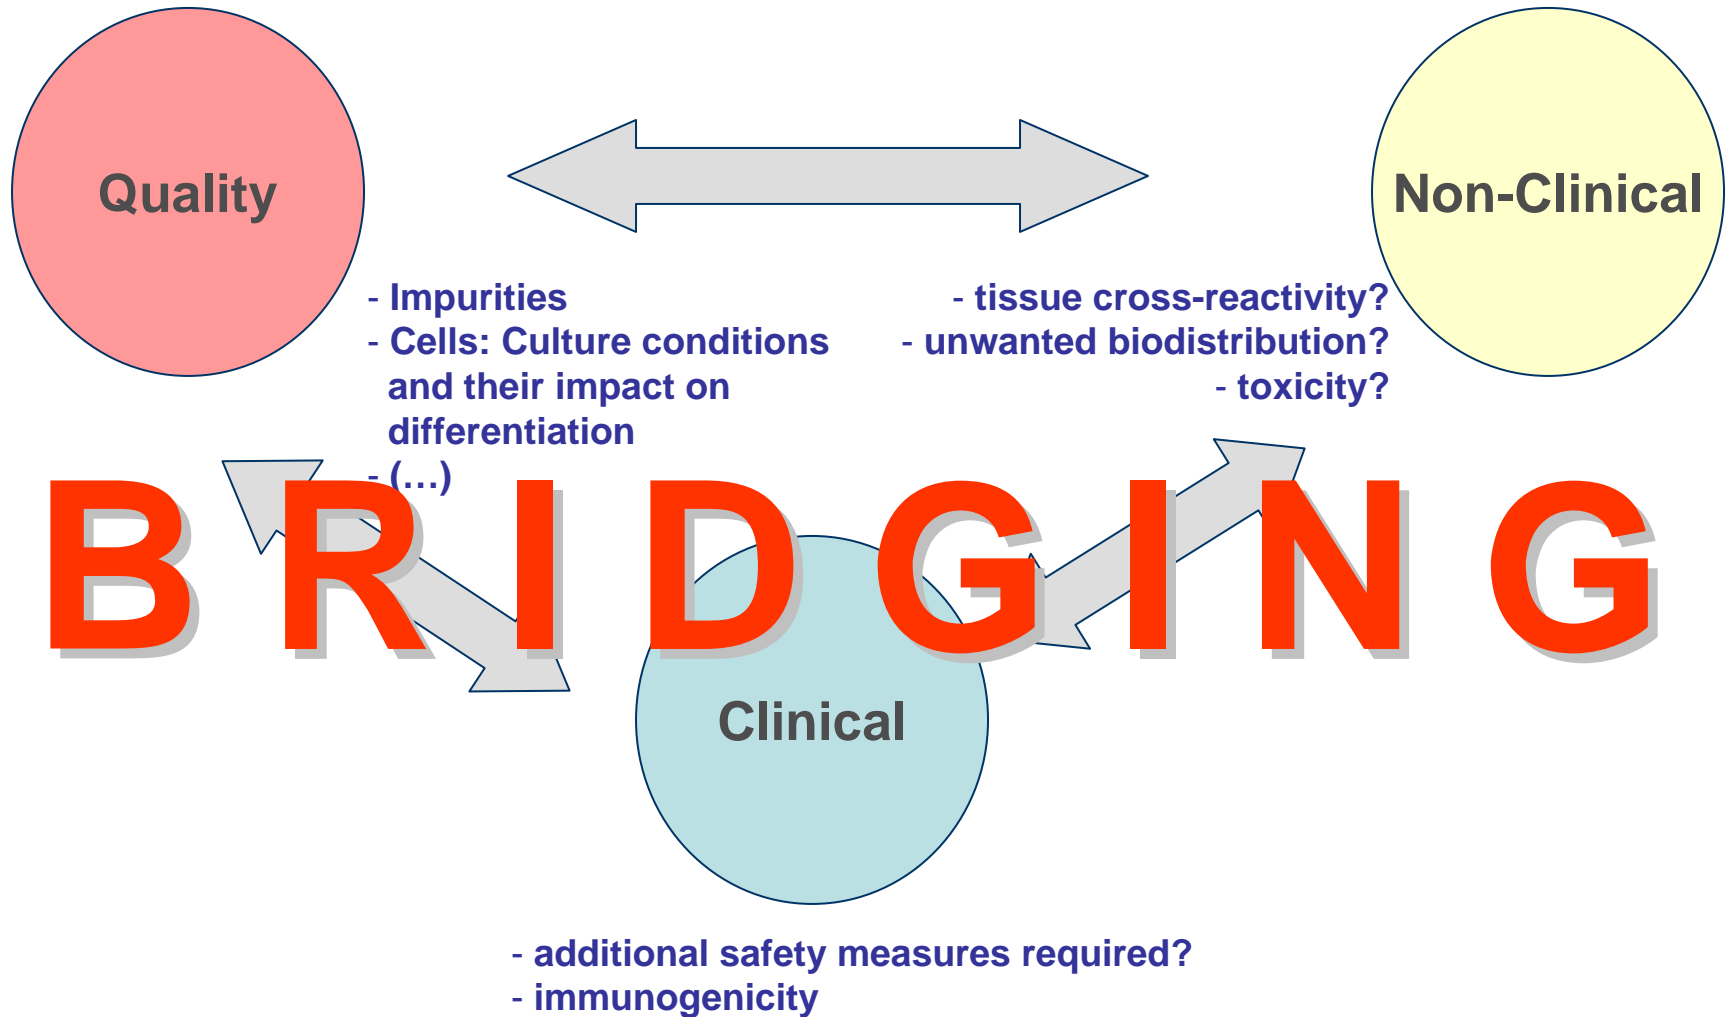 Quality
Non-Clinical
- Impurities
- Cells: Culture conditions
and their impact on
differentiation
- (…)
- tissue cross-reactivity?
- unwanted biodistribution?
- toxicity?
B R I D G I N G
Clinical
- additional safety measures required?
- immunogenicity